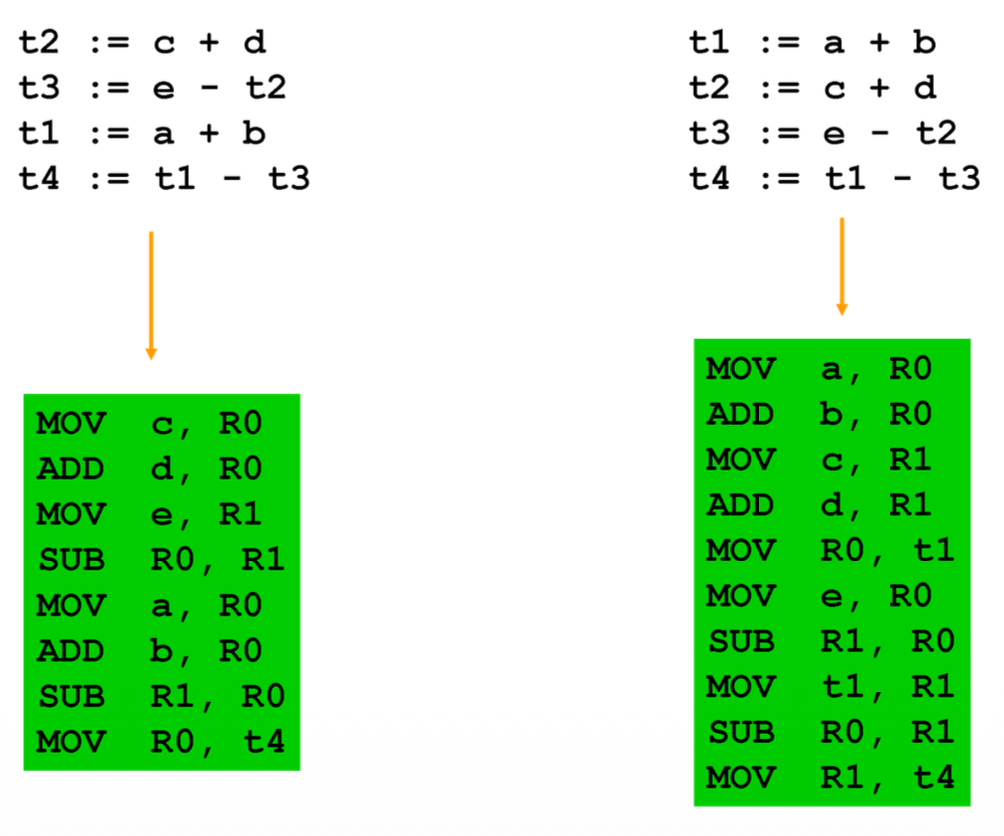 t2 := c + d
t3 := e - t2
t1 := a + b
t4 := t1 - t3
MOV c, R0
ADD d, R0
MOV e, R1
SUB R0, R1
MOV a, R0
ADD b, R0
SUB R1, R0
MOV R0, t4
t1 := a + b
t2 := c + d
t3 := e - t2
t4 := t1 - t3
MOV a, R0
ADD b, R0
MOV c, R1
ADD d, R1
MOV R0, t1
MOV e, R0
SUB R1, R0
MOV t1, R1
SUB R0, R1
MOV R1, t4